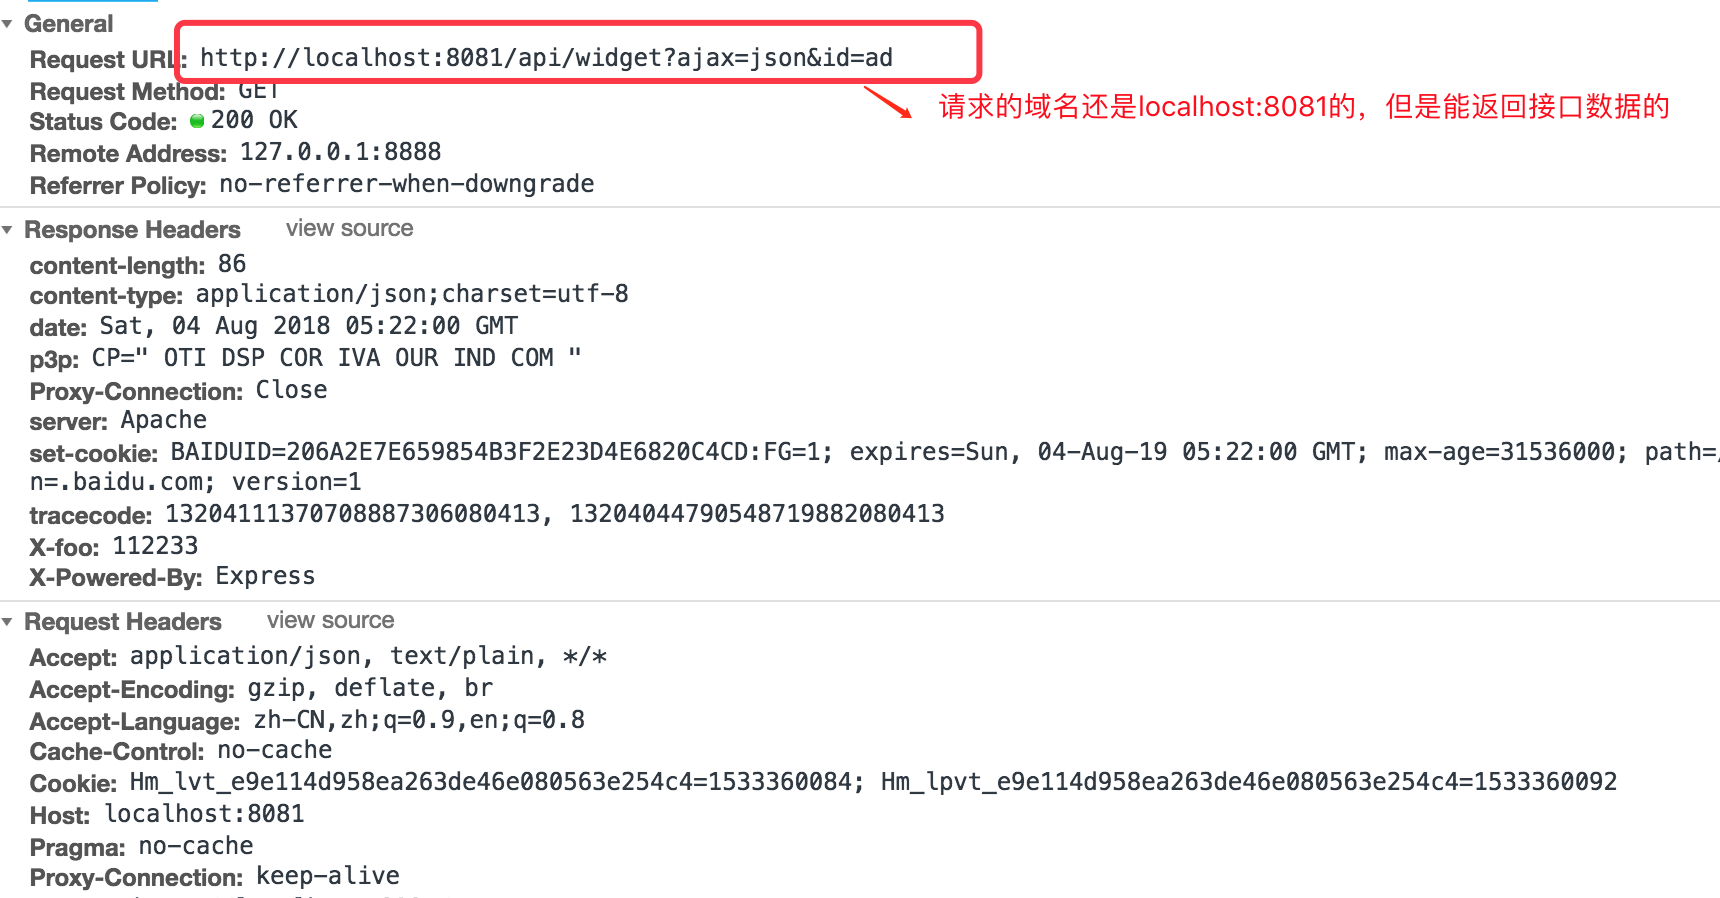 General
Request URL: http://localhost:8081/api/widget?ajax=json&id=ad
Request Method: GET
请求的域名还是localhost:8081的，但是能返回接口数据的
Status Code: 200 OK
Remote Address: 127.0.0.1:8888
Referrer Policy: no-referrer-when-downgrade
Response Headers view source
content-length: 86
content-type: application/json;charset=utf-8
date: Sat, 04 Aug 2018 05:22:00 GMT
p3p: CP=" OTI DSP COR IVA OUR IND COM "
Proxy-Connection: Close
server: Apache
set-cookie: BAIDUID=206A2E7E659854B3F2E23D4E6820C4CD:FG=1; expires=Sun, 04-Aug-19 05:22:00 GMT; max-age=31536000; path=/
n=.baidu.com; version=1
tracecode: 13204111370708887306080413, 13204044790548719882080413
X-foo: 112233
X-Powered-By: Express
Request Headers view source
Accept: application/json, text/plain, */*
Accept-Encoding: gzip, deflate, br
Accept-Language: zh-CN,zh;q=0.9,en;q=0.8
Cache-Control: no-cache
Cookie: Hm_lvt_e9e114d958ea263de46e080563e254c4=1533360084; Hm_lpvt_e9e114d958ea263de46e080563e254c4=1533360092
Host: localhost:8081
Pragma: no-cache
Proxy-Connection: keep-alive